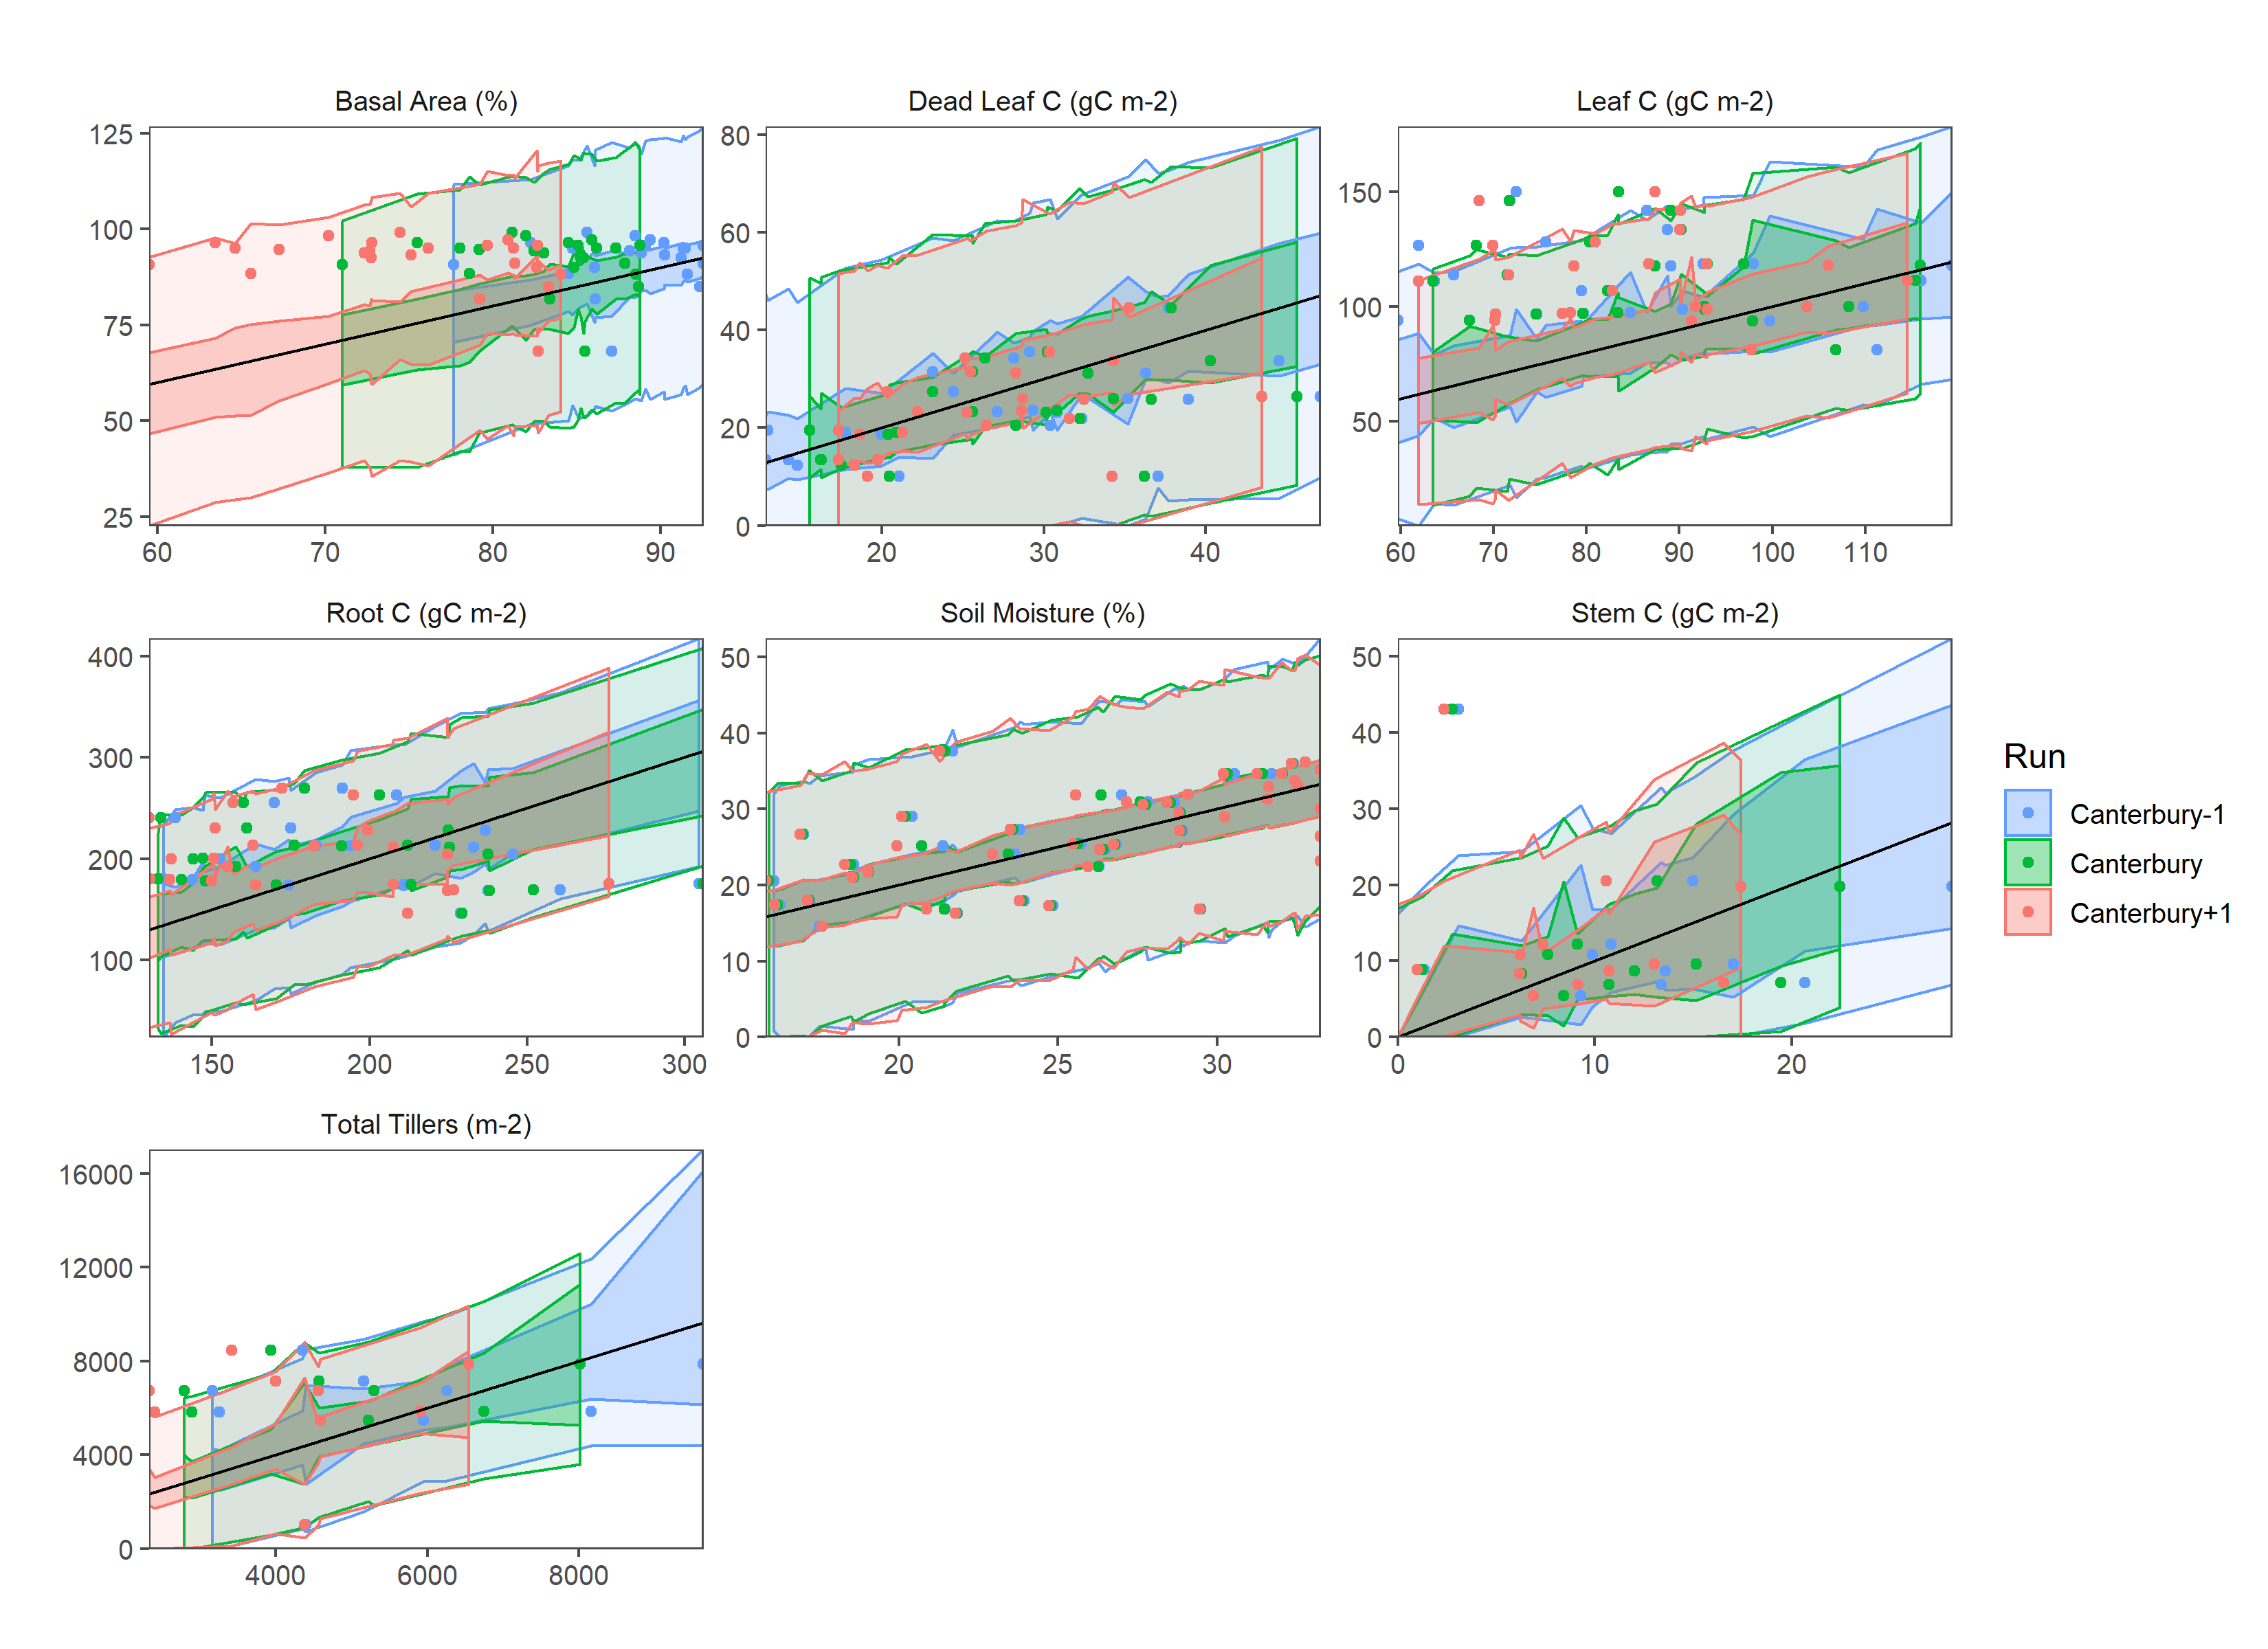 Basal Area (%)
Dead Leaf C (gC m-2)
Leaf C (gC m-2)
125
100
75
50
25
60 70 80 90
80
60
40
20
0
20 30 40
150
100
50
60 70 80 90 100 110
Root C (gC m-2)
Soil Moisture (%)
Stem C (gC m-2)
400
300
200
100
150 200 250 300
50
40
30
20
10
0
20 25 30
50
40
30
20
10
0
0 10 20
Total Tillers (m-2)
16000
12000
8000
4000
0
4000 6000 8000
Run
Canterbury-1
Canterbury
Canterbury+1